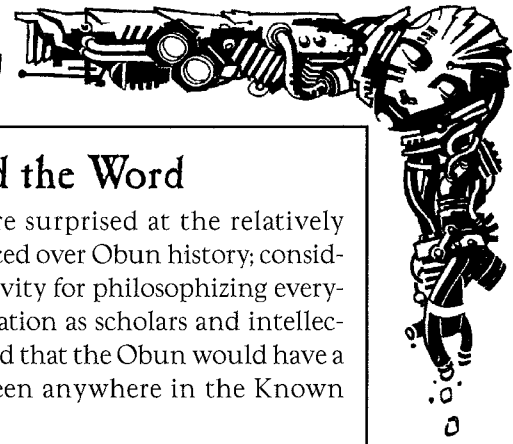 d the Word
re surprised at the relatively
ced over Obun history; consid-
vity for philosophizing every-
ation as scholars and intellec-
d that the Obun would have a
een anywhere in the Known